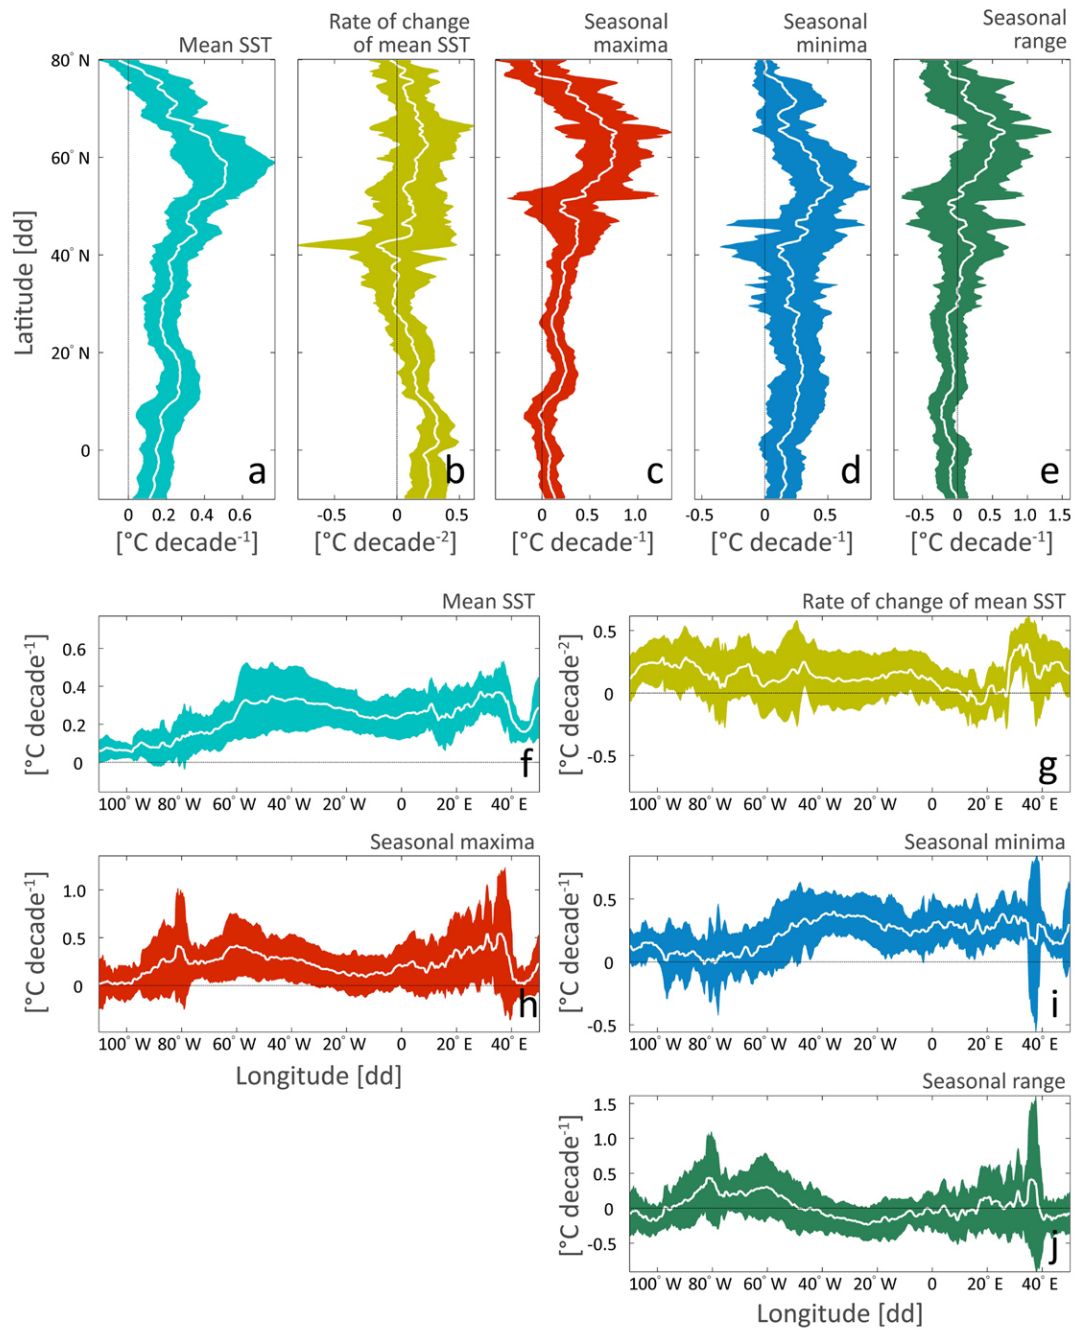 Mean SST
Rate of change
of mean SST
Seasonal
maxima
Seasonal
minima
Seasonal
range
80° N
60° N
40° N
20° N
0
Latitude [dd]
a
b
c
d
e
0 0.2 0.4 0.6
-0.5 0 0.5
0 0.5 1.0
0 0.5
-0.5 0 0.5 1.0 1.5
[°C decade-1]
[°C decade-2]
[°C decade-1]
[°C decade-1]
[°C decade-1]
Mean SST
[°C decade-1]
0.6
0.4
0.2
0
f
100° W 80° W 60° W 40° W 20° W 0 20° E 40° E
Rate of change of mean SST
[°C decade-2]
0.5
0
-0.5
g
100° W 80° W 60° W 40° W 20° W 0 20° E 40° E
Seasonal maxima
[°C decade-1]
1.0
0.5
0
h
100° W 80° W 60° W 40° W 20° W 0 20° E 40° E
Longitude [dd]
Seasonal minima
[°C decade-1]
0.5
0
-0.5
i
100° W 80° W 60° W 40° W 20° W 0 20° E 40° E
Seasonal range
[°C decade-1]
1.5
1.0
0.5
0
-0.5
j
100° W 80° W 60° W 40° W 20° W 0 20° E 40° E
Longitude [dd]